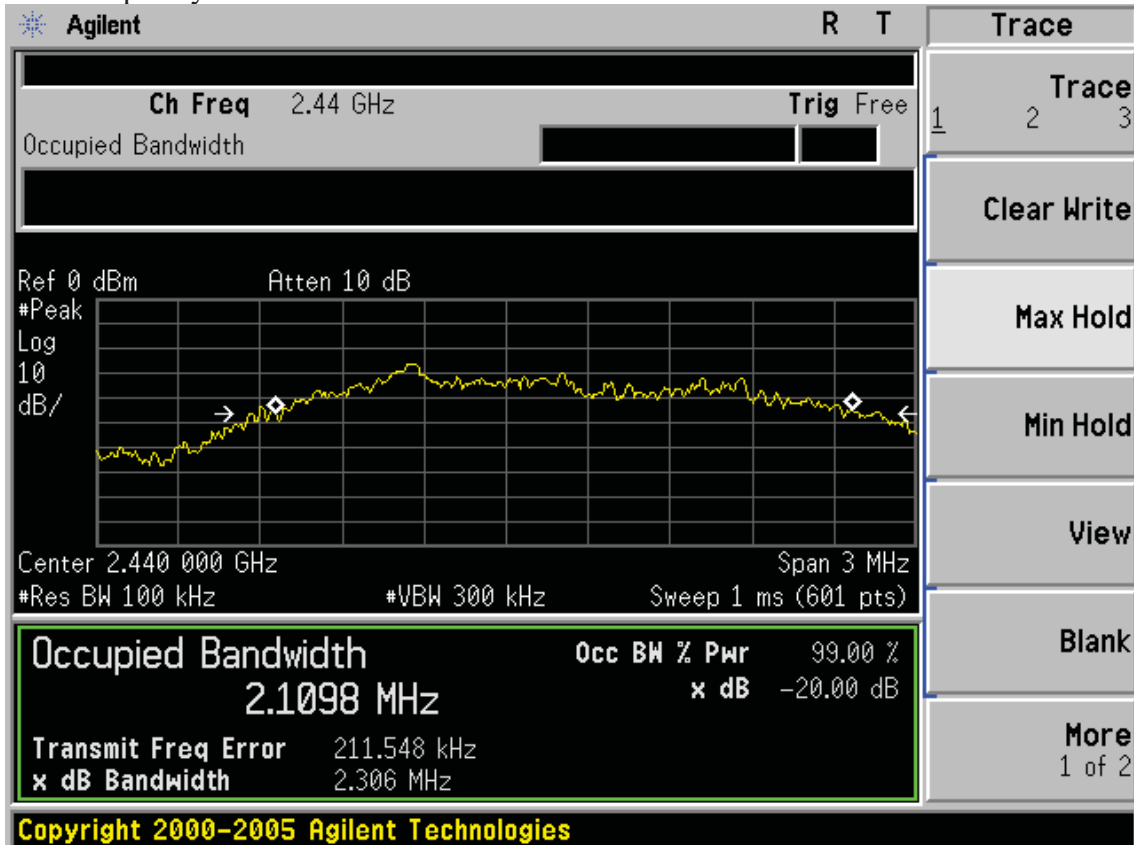 Agilent R T
Ch Freq 2.44 GHz Trig Free
Occupied Bandwidth
Ref 0 dBm Atten 10 dB
#Peak
Log
10
dB/
Center 2.440 000 GHz Span 3 MHz
#Res BW 100 kHz #VBW 300 kHz Sweep 1 ms (601 pts)
Occupied Bandwidth Occ BW % Pwr 99.00 %
2.1098 MHz x dB -20.00 dB
Transmit Freq Error 211.548 kHz
x dB Bandwidth 2.306 MHz
Copyright 2000-2005 Agilent Technologies
Trace
Trace
1 2 3
Clear Write
Max Hold
Min Hold
View
Blank
More
1 of 2